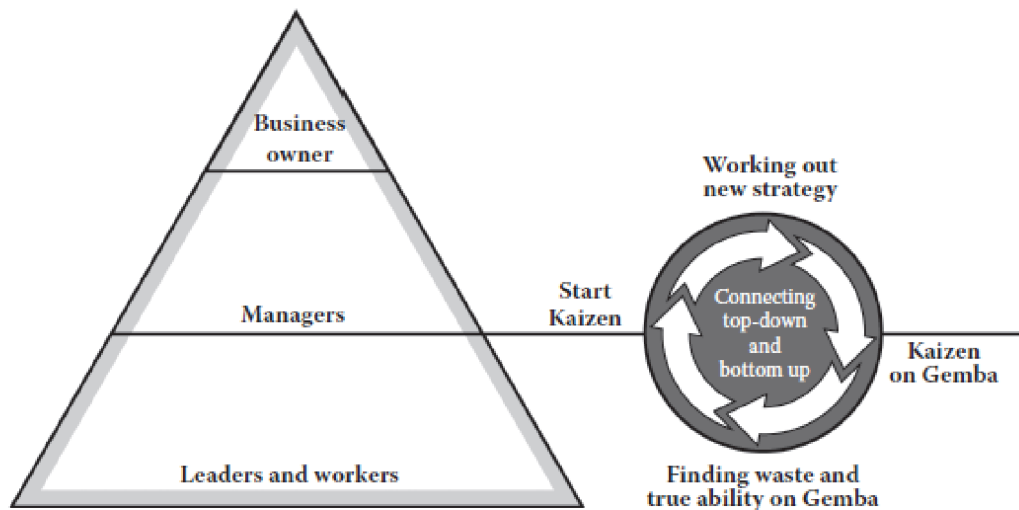 Business
owner
Managers
Leaders and workers
Start
Kaizen
Working out
new strategy
Connecting
top-down
and
bottom up
Kaizen
on Gemba
Finding waste and
true ability on Gemba